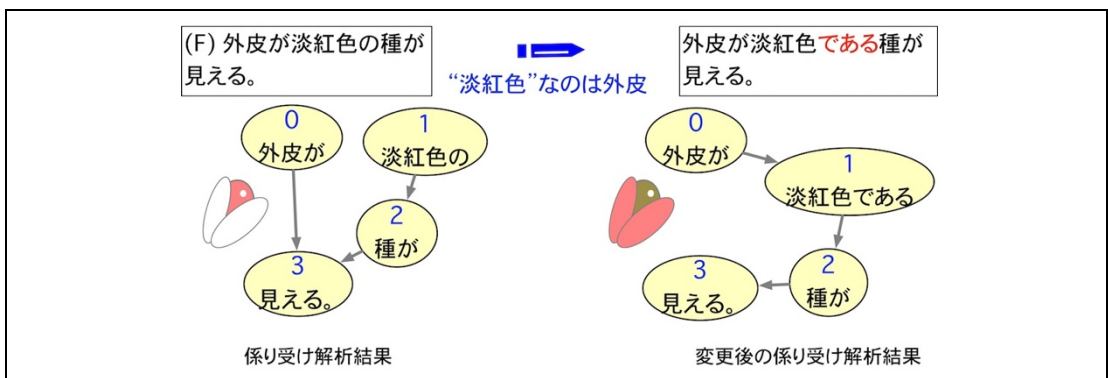 (F) 外皮が淡紅色の種が
見える。
“淡紅色”なのは外皮
外皮が淡紅色である種が
見える。
0
外皮が
1
淡紅色の
2
種が
3
見える。
係り受け解析結果
0
外皮が
1
淡紅色である
2
種が
3
見える。
変更後の係り受け解析結果